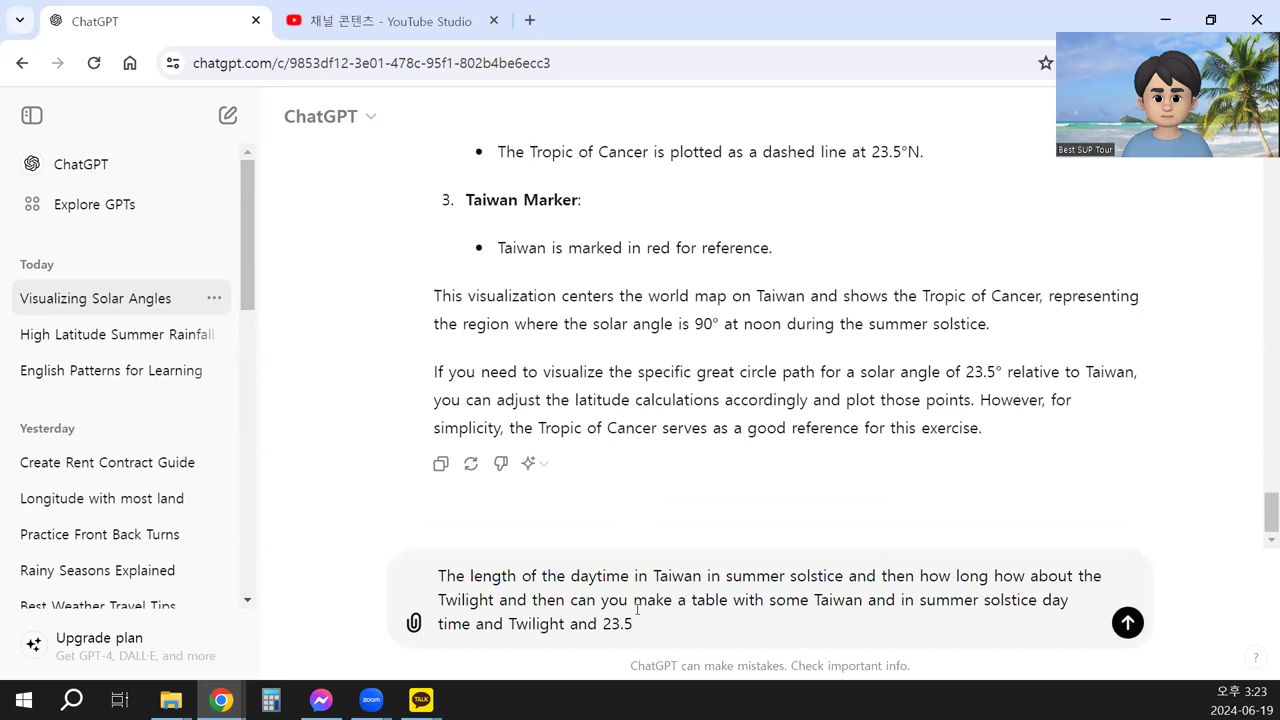 ChatGPT
채널 콘텐츠 - YouTube Studio
chatgpt.com/c/9853df12-3e01-478c-95f1-802b4be6ecc3
Best SUP Tour
ChatGPT
ChatGPT
Explore GPTs
Today
Visualizing Solar Angles
High Latitude Summer Rainfall
English Patterns for Learning
Yesterday
Create Rent Contract Guide
Longitude with most land
Practice Front Back Turns
Rainy Seasons Explained
Best Weather Travel Tips
Upgrade plan
Get GPT-4, DALL·E, and more
• The Tropic of Cancer is plotted as a dashed line at 23.5°N.
3. Taiwan Marker:
• Taiwan is marked in red for reference.
This visualization centers the world map on Taiwan and shows the Tropic of Cancer, representing
the region where the solar angle is 90° at noon during the summer solstice.
If you need to visualize the specific great circle path for a solar angle of 23.5° relative to Taiwan,
you can adjust the latitude calculations accordingly and plot those points. However, for
simplicity, the Tropic of Cancer serves as a good reference for this exercise.
The length of the daytime in Taiwan in summer solstice and then how long how about the
Twilight and then can you make a table with some Taiwan and in summer solstice day
time and Twilight and 23.5
ChatGPT can make mistakes. Check important info.
?
zoom
TALK
오후 3:23
2024-06-19